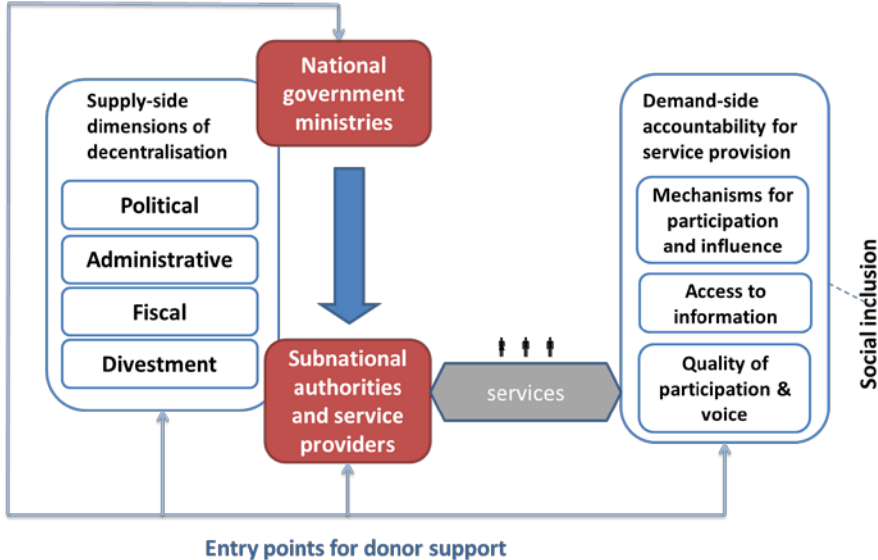 National
government
ministries
Supply-side
dimensions of
decentralisation
Political
Administrative
Fiscal
Divestment
Subnational
authorities
and service
providers
services
Demand-side
accountability for
service provision
Mechanisms for
participation
and influence
Access to
information
Quality of
participation &
voice
Social inclusion
Entry points for donor support